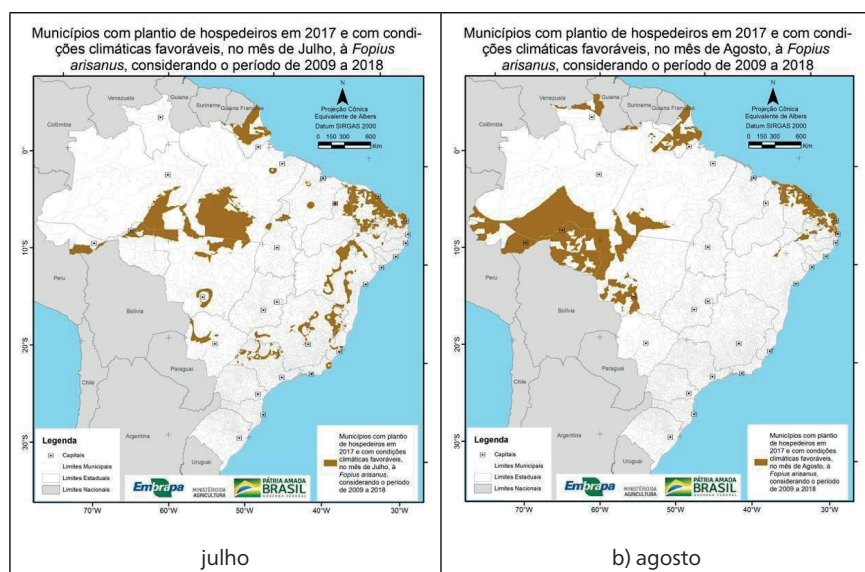 Municípios com plantio de hospedeiros em 2017 e com condi-
ções climáticas favoráveis, no mês de Julho, à Fopius
arisanus, considerando o período de 2009 a 2018
Venezuela
Guiana
Suriname
Guiana Francesa
Colômbia
N
Projeção Cônica
Equivalente de Albers
Datum SIRGAS 2000
0 150 300 600
Km
0°
10°S
20°S
30°S
Peru
Bolívia
Paraguai
Chile
Argentina
Uruguai
Legenda
Capitais
Limites Municipais
Limites Estaduais
Limites Nacionais
Embrapa
MINISTÉRIO DA
AGRICULTURA
PÁTRIA AMADA
BRASIL
GOVERNO FEDERAL
Municípios com plantio
de hospedeiros em
2017 e com condições
climáticas favoráveis,
no mês de Julho, à
Fopius arisanus,
considerando o período
de 2009 a 2018
70°W
60°W
50°W
40°W
30°W
julho
Municípios com plantio de hospedeiros em 2017 e com condi-
ções climáticas favoráveis, no mês de Agosto, à Fopius
arisanus, considerando o período de 2009 a 2018
Venezuela
Guiana
Suriname
Guiana Francesa
Colômbia
N
Projeção Cônica
Equivalente de Albers
Datum SIRGAS 2000
0 150 300 600
Km
0°
10°S
20°S
30°S
Peru
Bolívia
Paraguai
Chile
Argentina
Uruguai
Legenda
Capitais
Limites Municipais
Limites Estaduais
Limites Nacionais
Embrapa
MINISTÉRIO DA
AGRICULTURA
PÁTRIA AMADA
BRASIL
GOVERNO FEDERAL
Municípios com plantio
de hospedeiros em
2017 e com condições
climáticas favoráveis,
no mês de Agosto, à
Fopius arisanus,
considerando o período
de 2009 a 2018
70°W
60°W
50°W
40°W
30°W
b) agosto